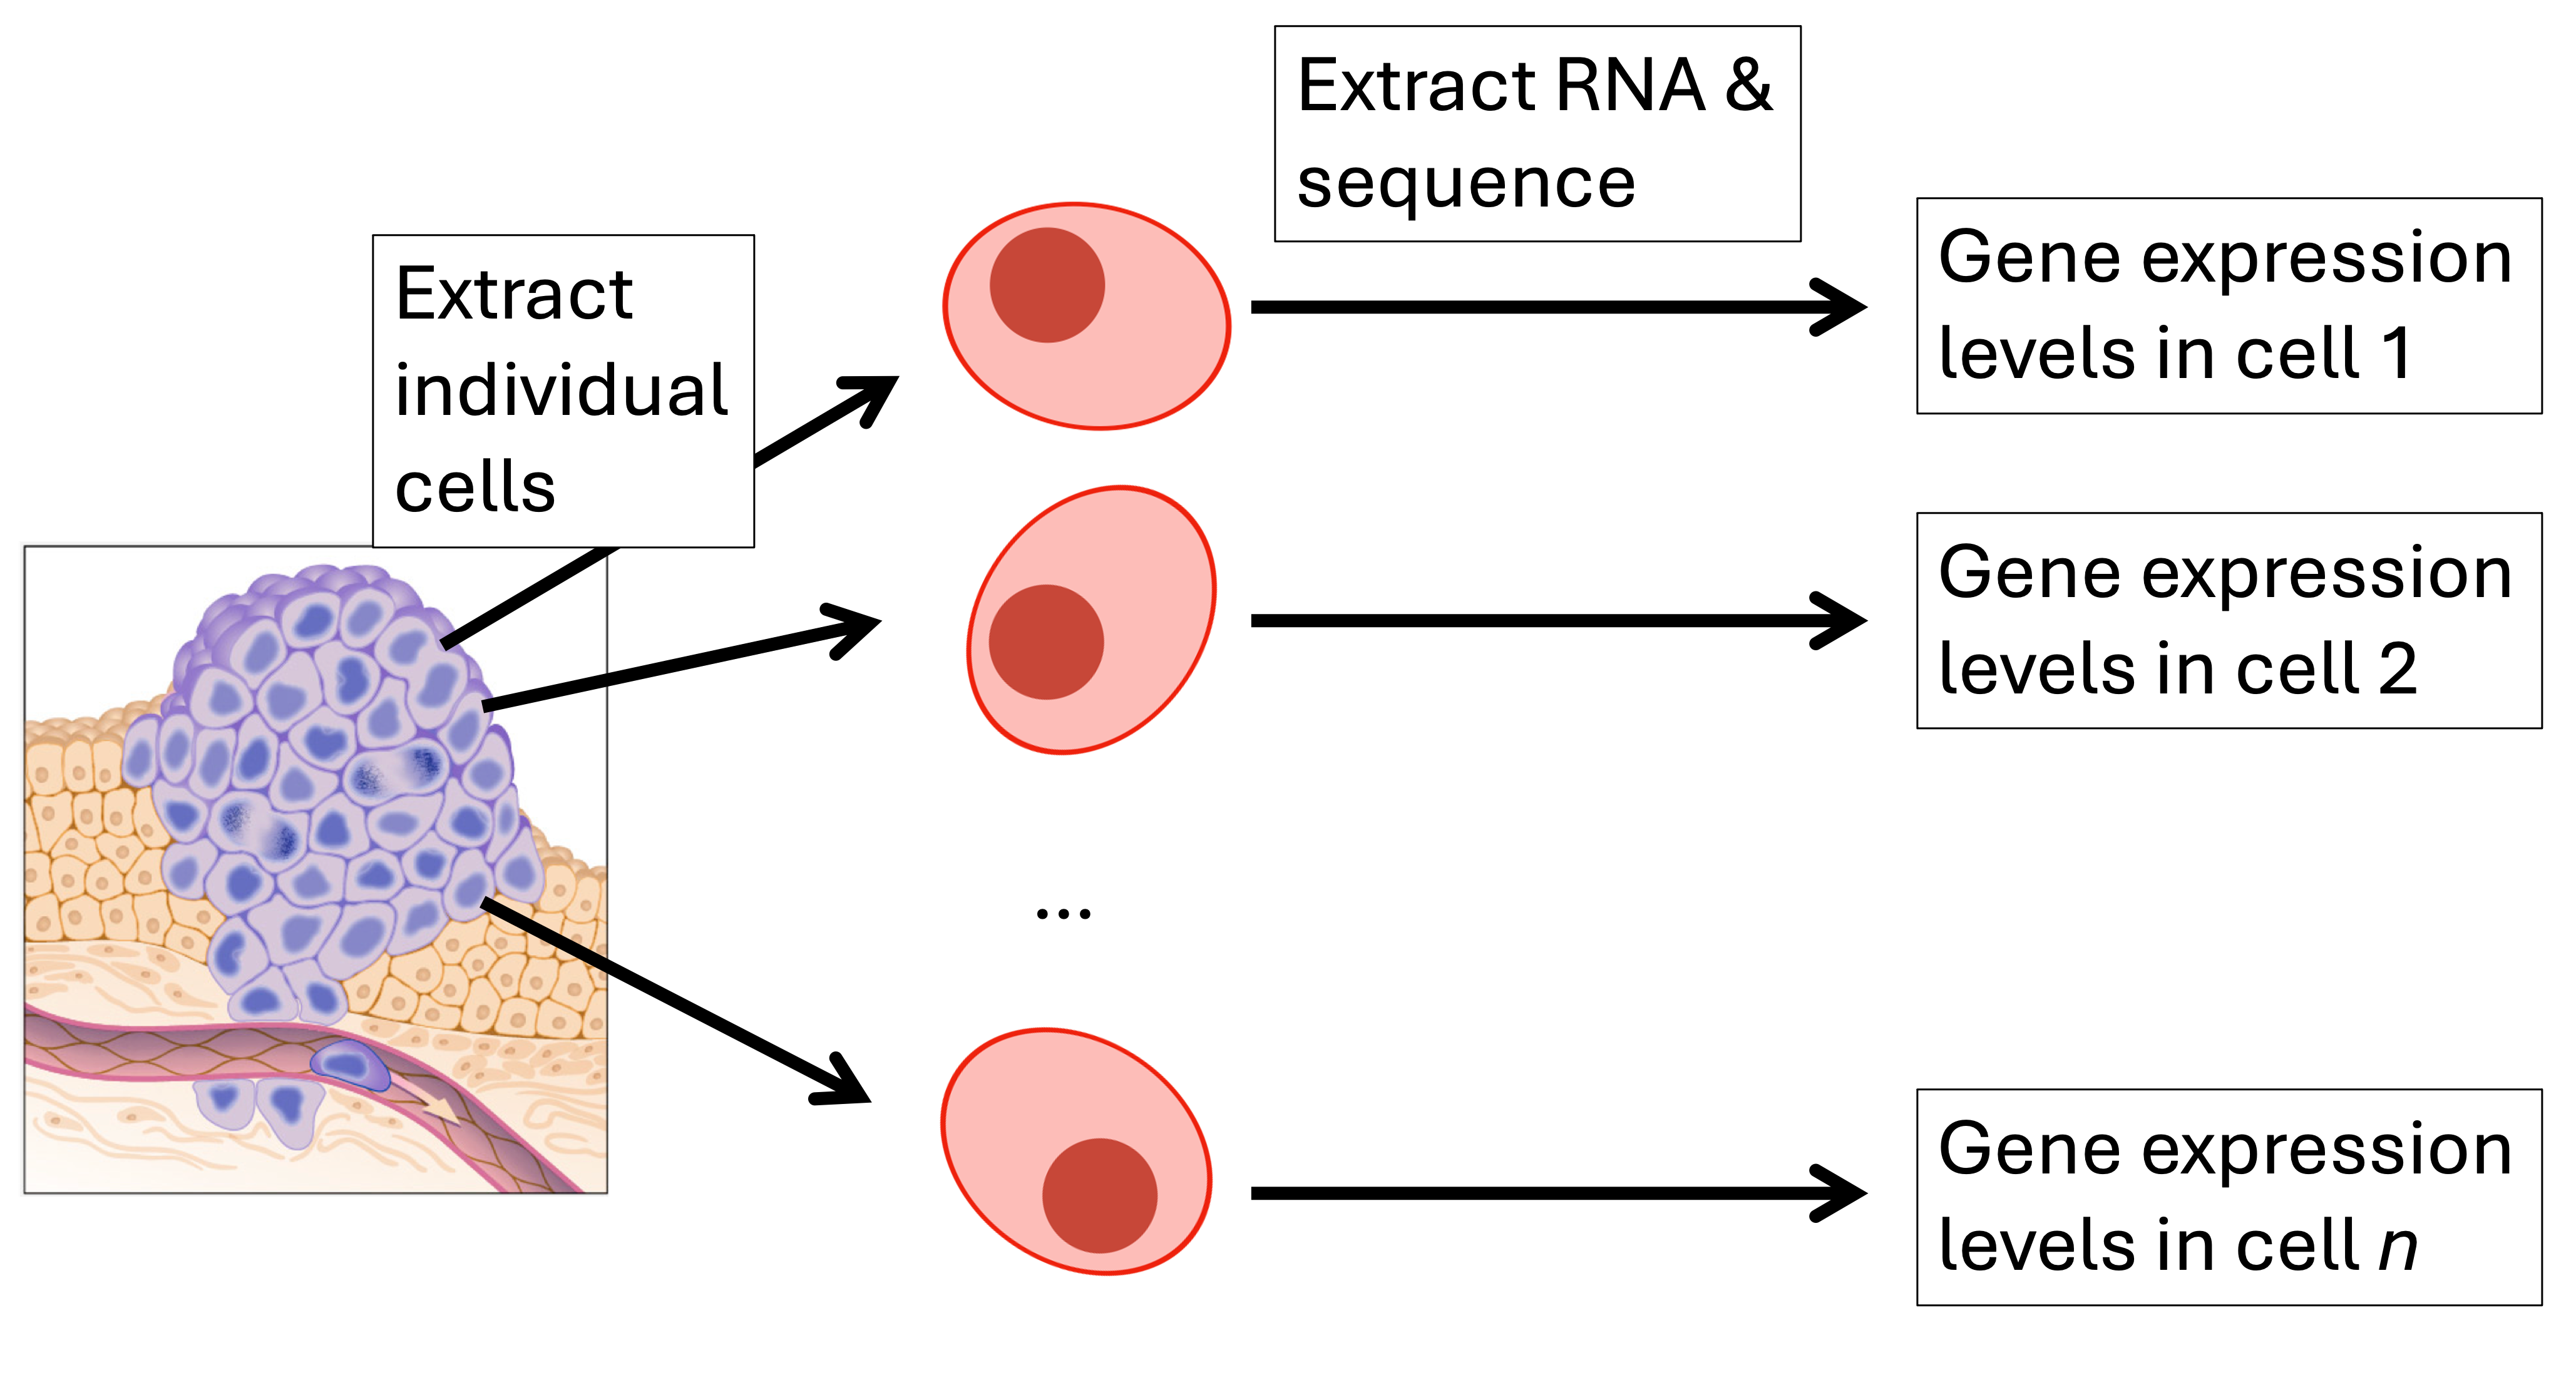 Extract
individual
cells
Extract RNA &
sequence
Gene expression
levels in cell 1
Gene expression
levels in cell 2
...
Gene expression
levels in cell n